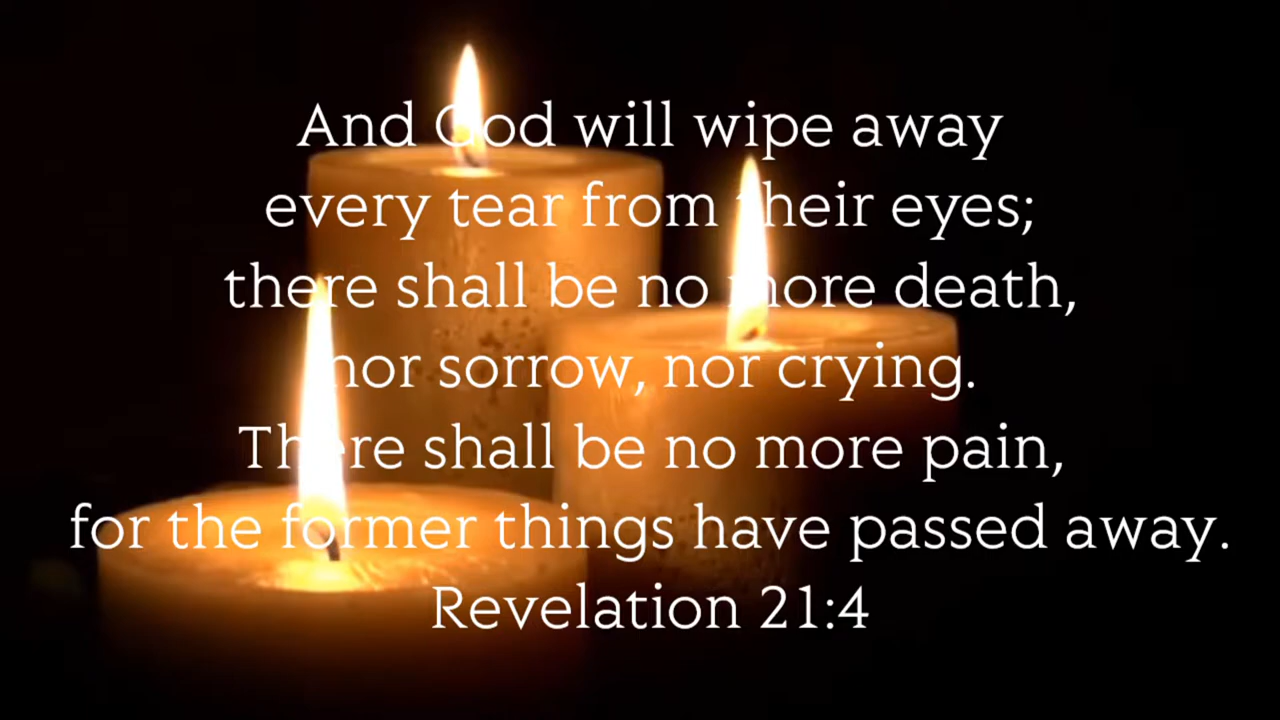 And God will wipe away
every tear from their eyes;
there shall be no more death,
nor sorrow, nor crying.
There shall be no more pain,
for the former things have passed away.
Revelation 21:4